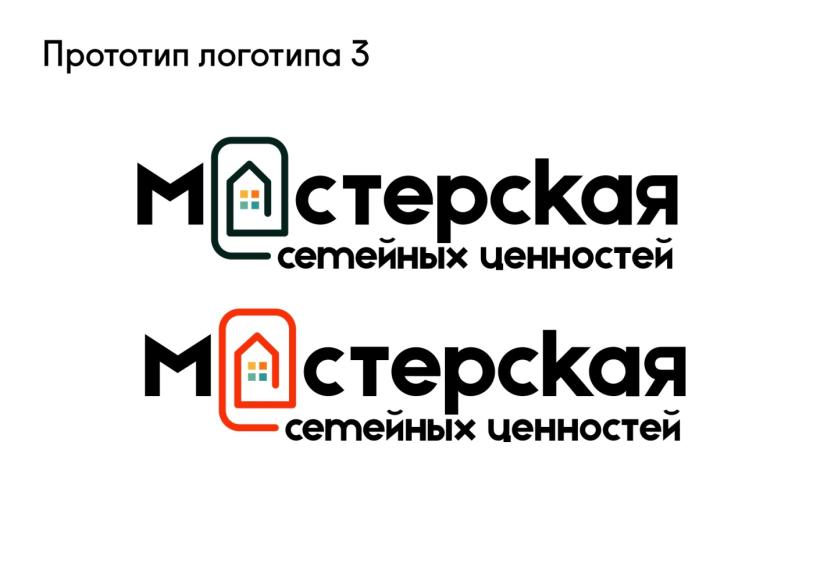 Прототип логотипа 3
Мастерская
семейных ценностей
Мастерская
семейных ценностей